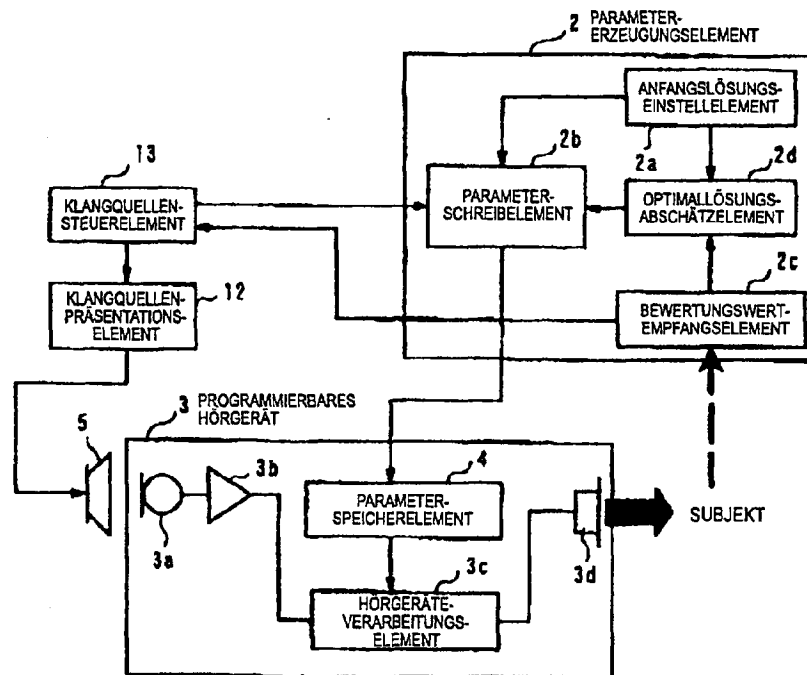 2 PARAMETER-
ERZEUGUNGSELEMENT
ANFANGSLÖSUNGS-
EINSTELLELEMENT
2a
13
2b
2d
KLANGQUELLEN-
STEUERELEMENT
PARAMETER-
SCHREIBELEMENT
OPTIMALLÖSUNGS-
ABSCHÄTZELEMENT
12
2c
KLANGQUELLEN-
PRÄSENTATIONS-
ELEMENT
BEWERTUNGSWERT-
EMPFANGSELEMENT
3 PROGRAMMIERBARES
HÖRGERÄT
5
3b
4
PARAMETER-
SPEICHERELEMENT
SUBJEKT
3a
3c
3d
HÖRGERÄTE-
VERARBEITUNGS-
ELEMENT